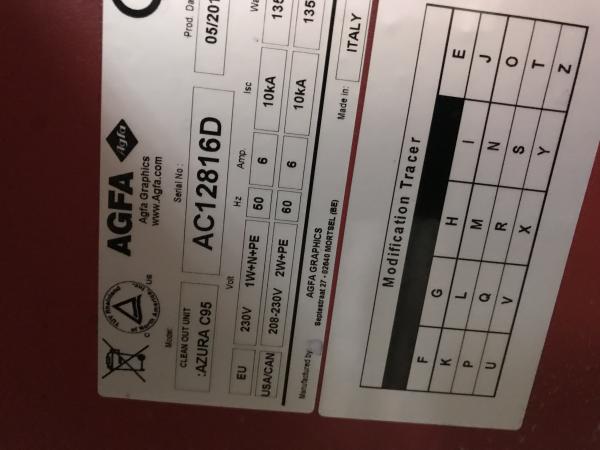 AGFA Agfa
Agfa Graphics
www.Agfa.com
Prod. Da
05/201
Serial No :
AC12816D
Model:
CLEAN OUT UNIT
:AZURA C95
Volt Hz Amp. Isc Wa
EU 230V 1W+N+PE 50 6 10kA 135
USA/CAN 208-230V 2W+PE 60 6 10kA 135
Manufactured by:
AGFA GRAPHICS
Septestraat 27 - B2640 MORTSEL (BE)
Made in: ITALY
Modification Tracer
E
F G H I J
K L M N O
P Q R S T
U V X Y Z
C US